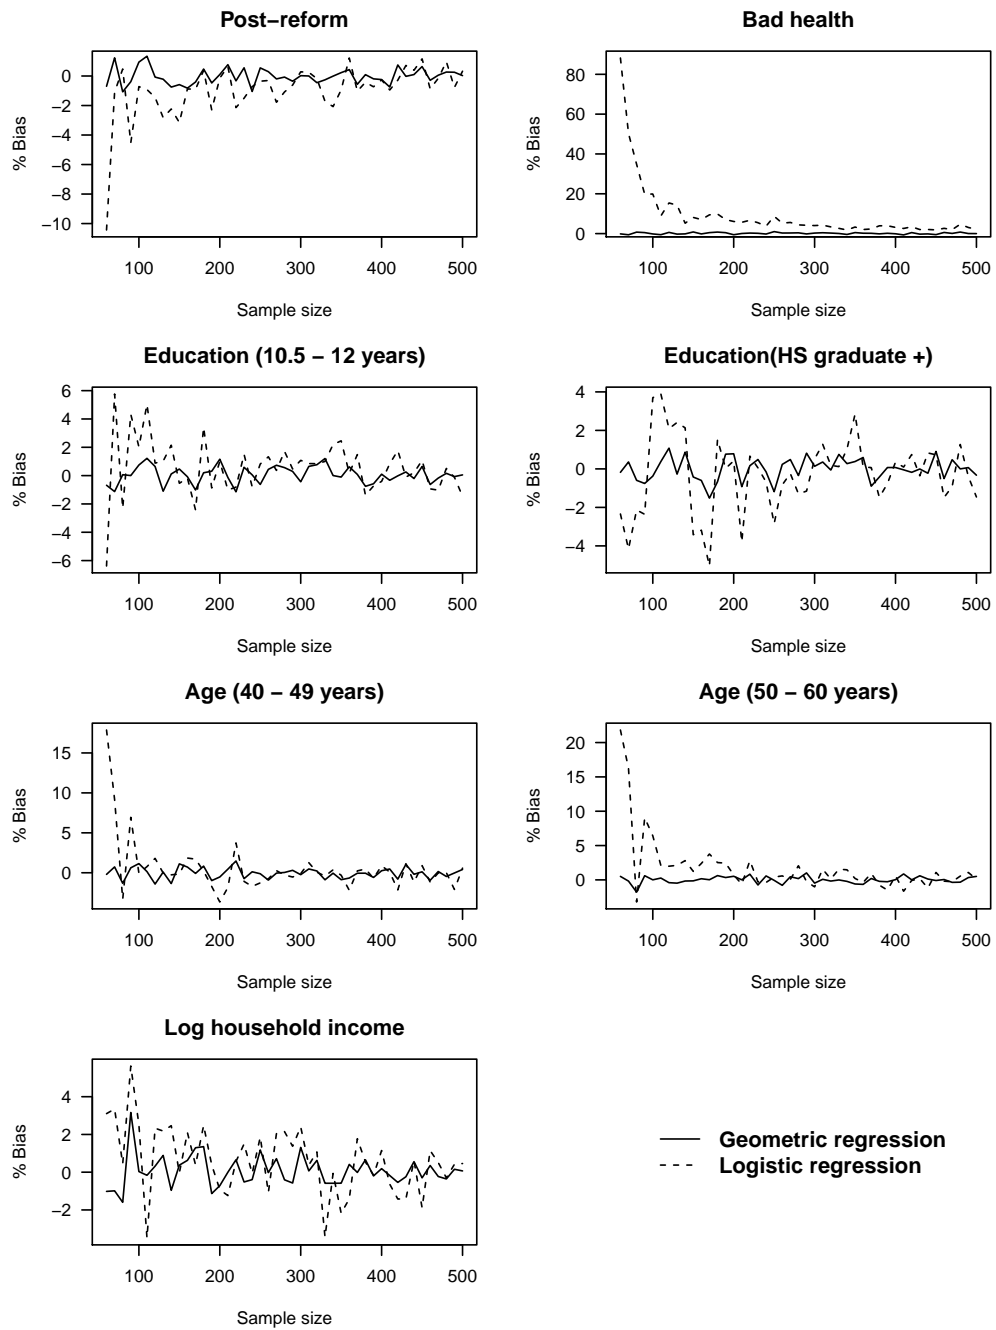 Post−reform
% Bias
0
−2
−4
−6
−8
−10
100 200 300 400 500
Sample size
Bad health
% Bias
80
60
40
20
0
100 200 300 400 500
Sample size
Education (10.5 − 12 years)
% Bias
6
4
2
0
−2
−4
−6
100 200 300 400 500
Sample size
Education(HS graduate +)
% Bias
4
2
0
−2
−4
100 200 300 400 500
Sample size
Age (40 − 49 years)
% Bias
15
10
5
0
100 200 300 400 500
Sample size
Age (50 − 60 years)
% Bias
20
15
10
5
0
100 200 300 400 500
Sample size
Log household income
% Bias
4
2
0
−2
100 200 300 400 500
Sample size
Geometric regression
Logistic regression